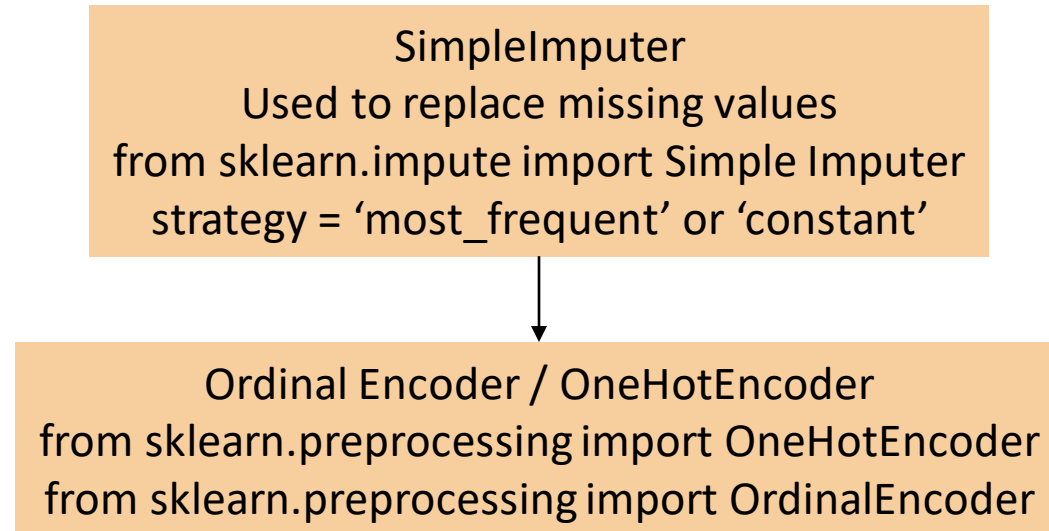 SimpleImputer
Used to replace missing values
from sklearn.impute import Simple Imputer
strategy = ‘most_frequent’ or ‘constant’
Ordinal Encoder / OneHotEncoder
from sklearn.preprocessing import OneHotEncoder
from sklearn.preprocessing import OrdinalEncoder